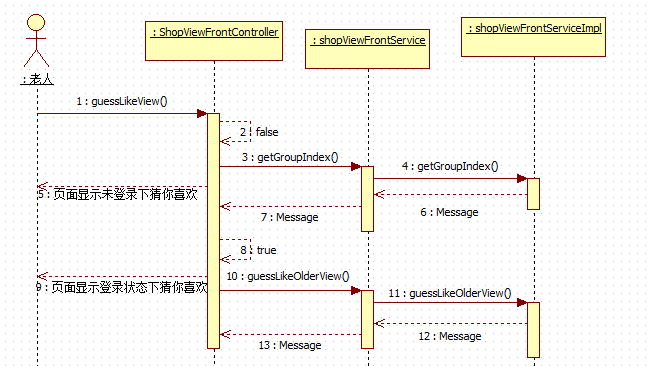 : ShopViewFrontController
: shopViewFrontService
: shopViewFrontServiceImpl
: 老人
1 : guessLikeView()
2 : false
3 : getGroupIndex()
4 : getGroupIndex()
5 : 页面显示未登录下猜你喜欢
6 : Message
7 : Message
8 : true
9 : 页面显示登录状态下猜你喜欢
10 : guessLikeOlderView()
11 : guessLikeOlderView()
12 : Message
13 : Message